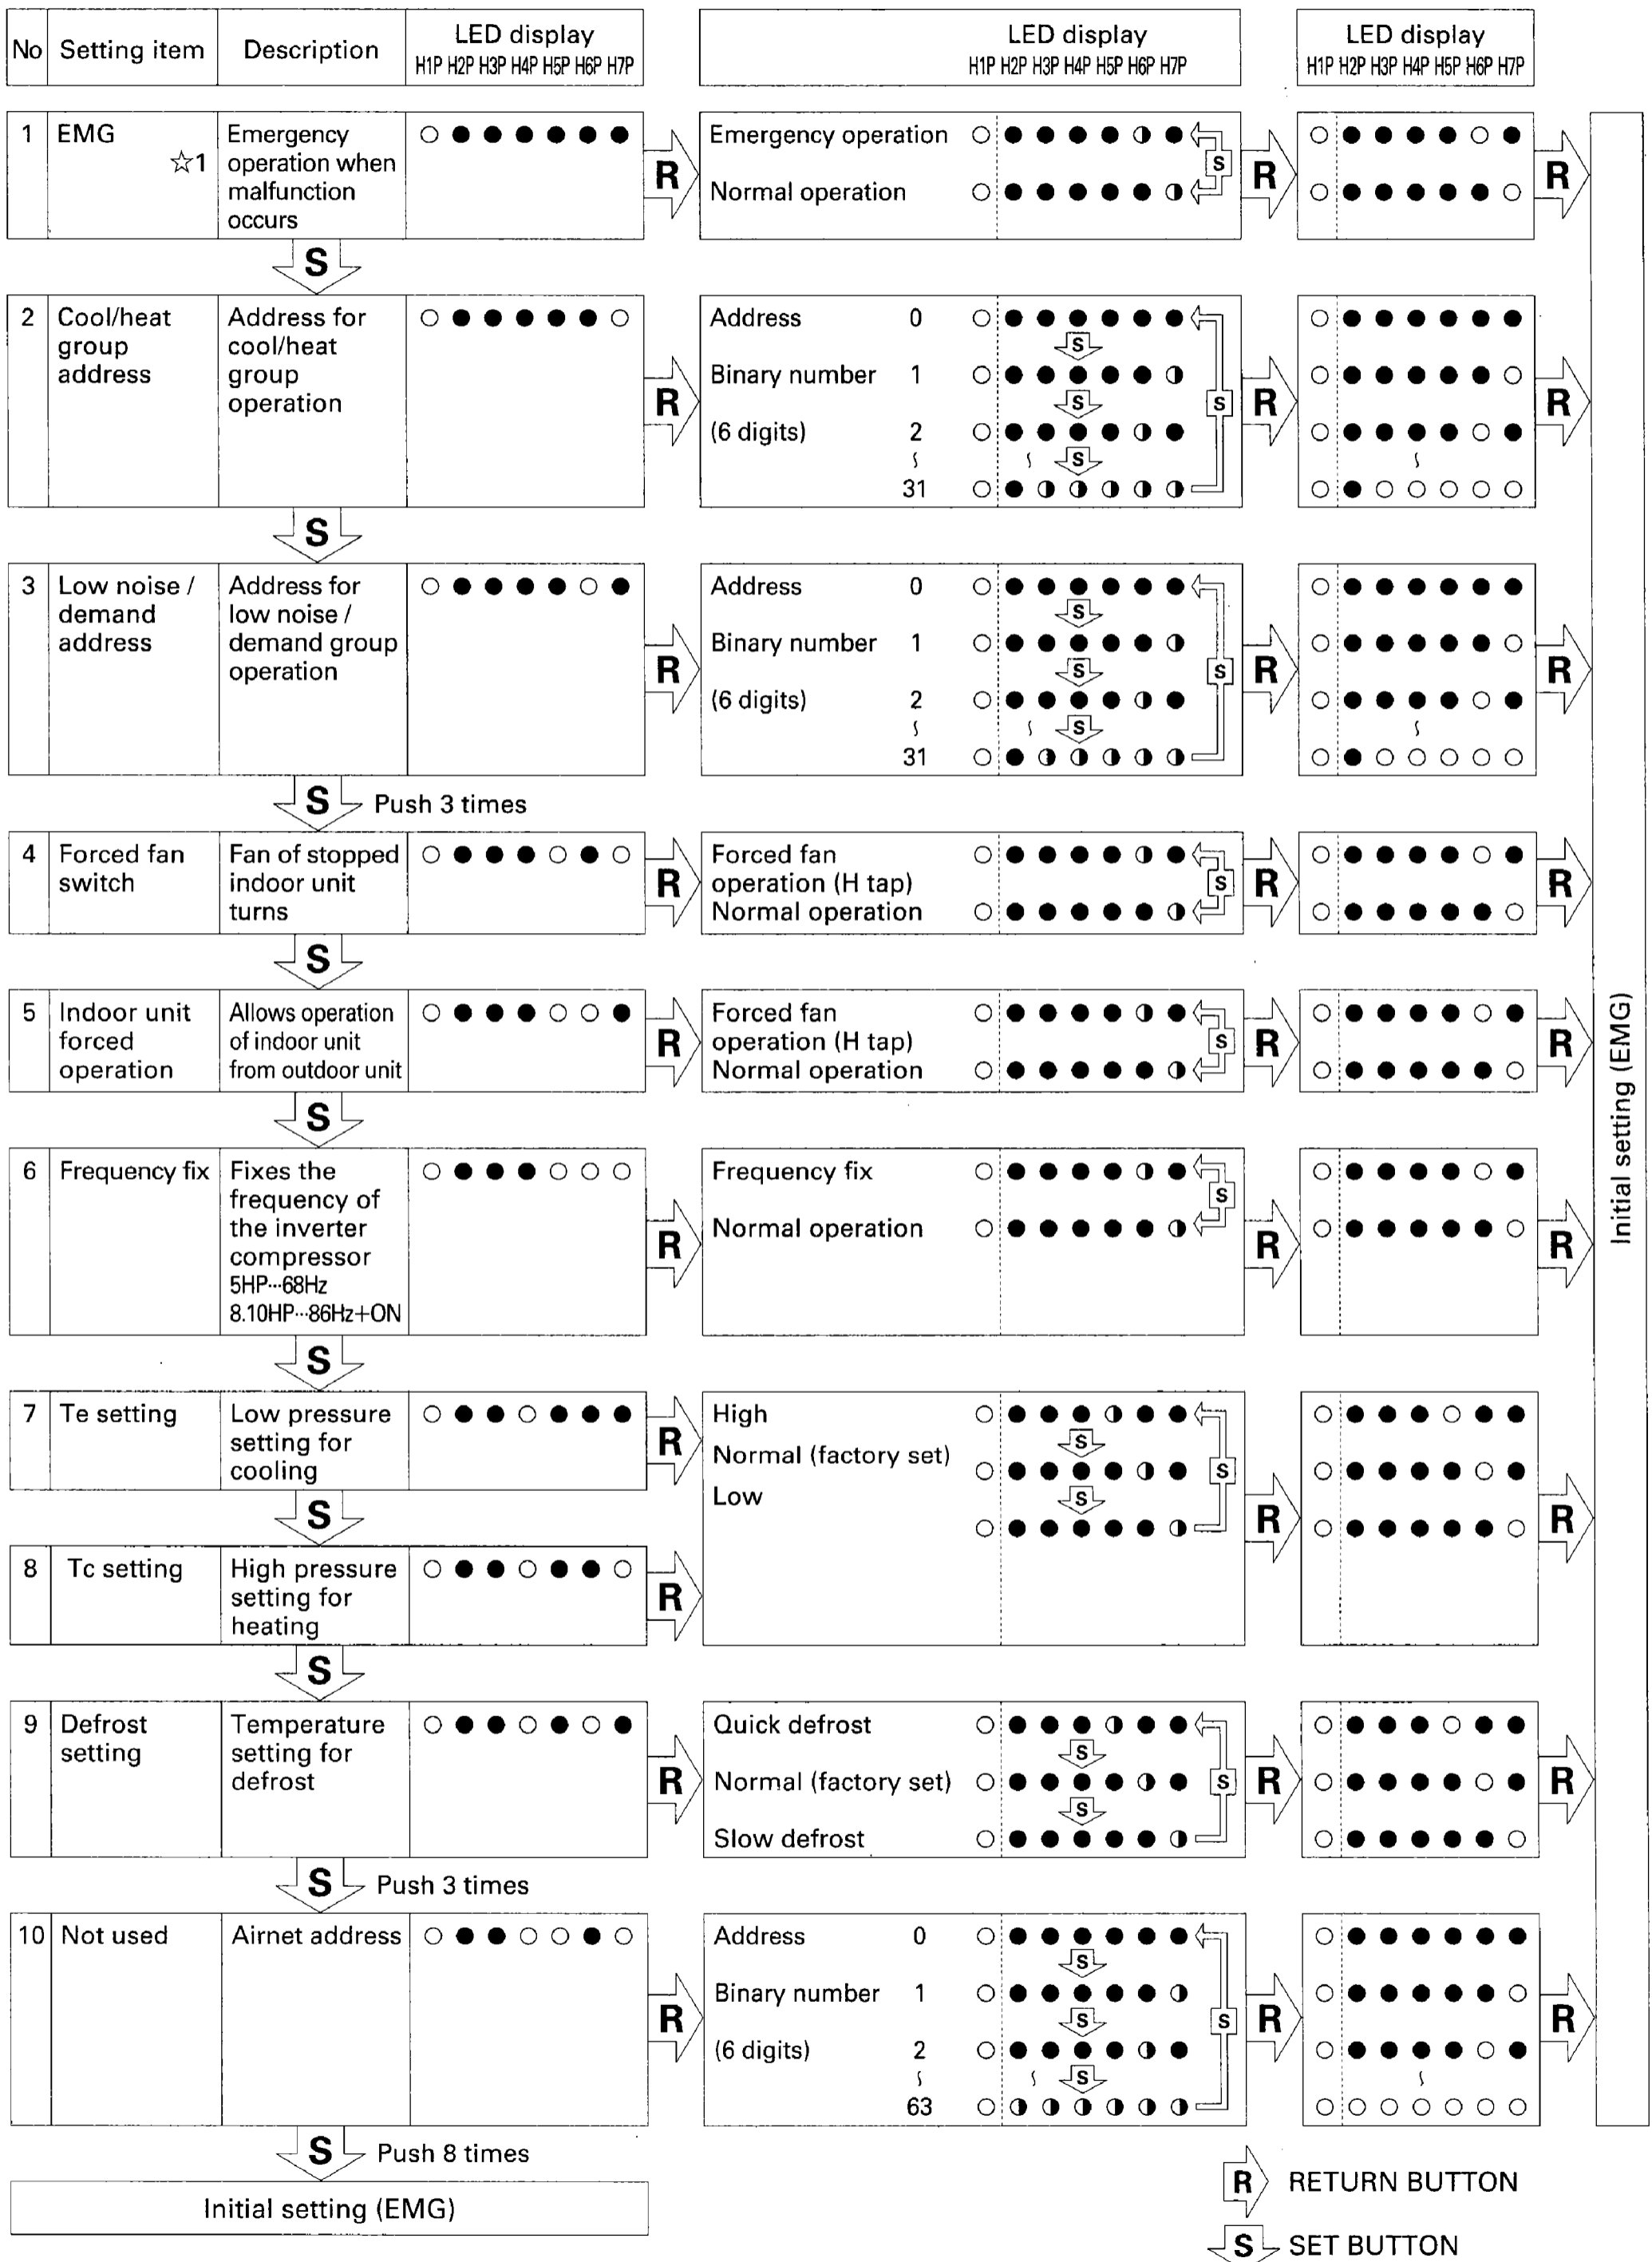 No Setting item Description LED display
H1P H2P H3P H4P H5P H6P H7P
LED display
H1P H2P H3P H4P H5P H6P H7P
LED display
H1P H2P H3P H4P H5P H6P H7P
1 EMG
☆1
Emergency
operation when
malfunction
occurs
○ ● ● ● ● ● ●
R
Emergency operation ○ ● ● ● ● ◑ ●
S
Normal operation ○ ● ● ● ● ● ◑
R
○ ● ● ● ● ○ ●
○ ● ● ● ● ● ○
R
S
2 Cool/heat
group
address
Address for
cool/heat
group
operation
○ ● ● ● ● ● ○
R
Address 0 ○ ● ● ● ● ● ●
S
Binary number 1 ○ ● ● ● ● ● ◑
S
S
(6 digits) 2 ○ ● ● ● ● ◑ ●
∼ ∼ S
31 ○ ● ◑ ◑ ◑ ◑ ◑
R
○ ● ● ● ● ● ●
○ ● ● ● ● ● ○
○ ● ● ● ● ○ ●
∼
○ ● ○ ○ ○ ○ ○
R
S
3 Low noise /
demand
address
Address for
low noise /
demand group
operation
○ ● ● ● ● ○ ●
R
Address 0 ○ ● ● ● ● ● ●
S
Binary number 1 ○ ● ● ● ● ● ◑
S
S
(6 digits) 2 ○ ● ● ● ● ◑ ●
∼ ∼ S
31 ○ ● ◑ ◑ ◑ ◑ ◑
R
○ ● ● ● ● ● ●
○ ● ● ● ● ● ○
○ ● ● ● ● ○ ●
∼
○ ● ○ ○ ○ ○ ○
R
S Push 3 times
4 Forced fan
switch
Fan of stopped
indoor unit
turns
○ ● ● ● ○ ● ○
R
Forced fan ○ ● ● ● ● ◑ ●
operation (H tap) S
Normal operation ○ ● ● ● ● ● ◑
R
○ ● ● ● ● ○ ●
○ ● ● ● ● ● ○
R
S
5 Indoor unit
forced
operation
Allows operation
of indoor unit
from outdoor unit
○ ● ● ● ○ ○ ●
R
Forced fan ○ ● ● ● ● ◑ ●
operation (H tap) S
Normal operation ○ ● ● ● ● ● ◑
R
○ ● ● ● ● ○ ●
○ ● ● ● ● ● ○
R
S
6 Frequency fix
Fixes the
frequency of
the inverter
compressor
5HP···68Hz
8.10HP···86Hz+ON
○ ● ● ● ○ ○ ○
R
Frequency fix ○ ● ● ● ● ◑ ●
S
Normal operation ○ ● ● ● ● ● ◑
R
○ ● ● ● ● ○ ●
○ ● ● ● ● ● ○
R
S
7 Te setting
Low pressure
setting for
cooling
○ ● ● ○ ● ● ●
R
S
8 Tc setting
High pressure
setting for
heating
○ ● ● ○ ● ● ○
R
High ○ ● ● ● ◑ ● ●
S
Normal (factory set) ○ ● ● ● ● ◑ ●
S
S
Low ○ ● ● ● ● ● ◑
R
○ ● ● ● ○ ● ●
○ ● ● ● ● ○ ●
○ ● ● ● ● ● ○
R
S
9 Defrost
setting
Temperature
setting for
defrost
○ ● ● ○ ● ○ ●
R
Quick defrost ○ ● ● ● ◑ ● ●
S
Normal (factory set) ○ ● ● ● ● ◑ ●
S
S
Slow defrost ○ ● ● ● ● ● ◑
R
○ ● ● ● ○ ● ●
○ ● ● ● ● ○ ●
○ ● ● ● ● ● ○
R
S Push 3 times
10 Not used Airnet address ○ ● ● ○ ○ ● ○
R
Address 0 ○ ● ● ● ● ● ●
S
Binary number 1 ○ ● ● ● ● ● ◑
S
S
(6 digits) 2 ○ ● ● ● ● ◑ ●
∼ ∼ S
63 ○ ◑ ◑ ◑ ◑ ◑ ◑
R
○ ● ● ● ● ● ●
○ ● ● ● ● ● ○
○ ● ● ● ● ○ ●
∼
○ ○ ○ ○ ○ ○ ○
R
Initial setting (EMG)
S Push 8 times
Initial setting (EMG)
R RETURN BUTTON
S SET BUTTON